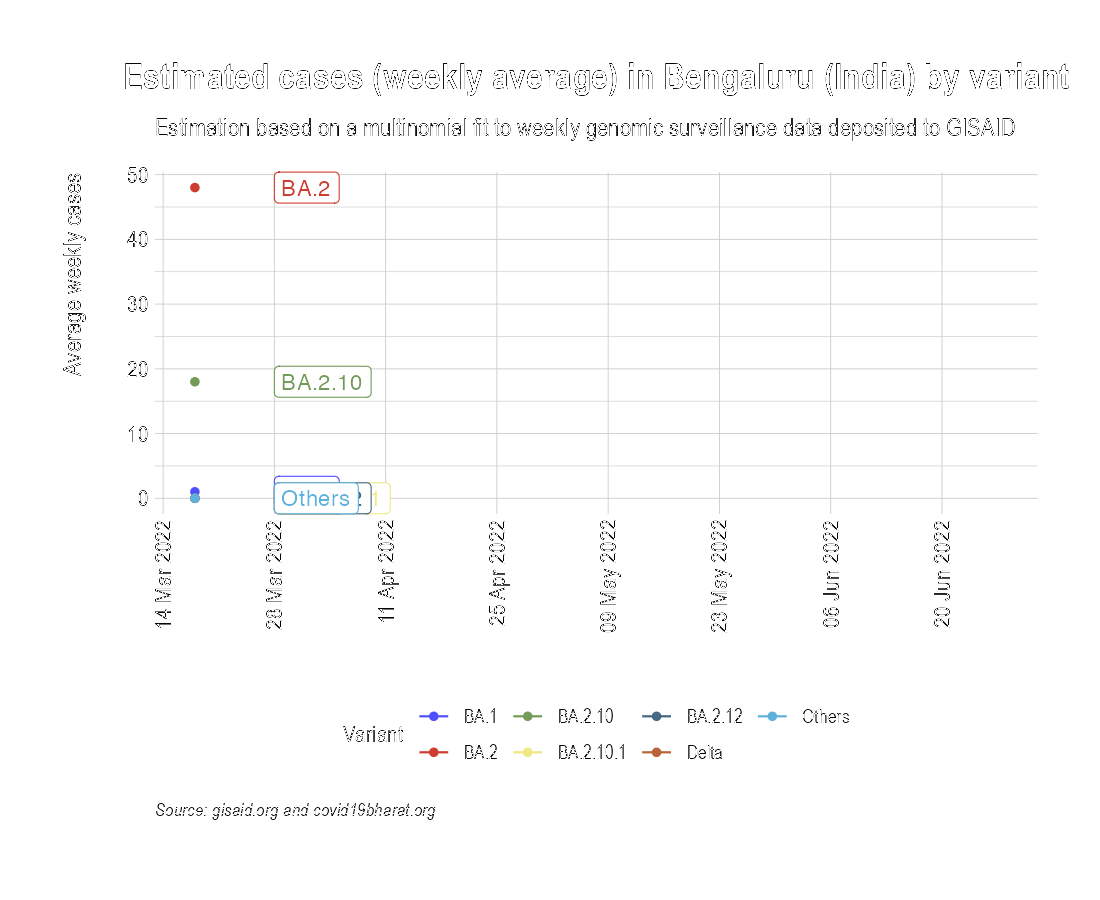 Estimated cases (weekly average) in Bengaluru (India) by variant
Estimation based on a multinomial fit to weekly genomic surveillance data deposited to GISAID
Average weekly cases
50
40
30
20
10
0
BA.2
BA.2.10
Others
1
14 Mar 2022
28 Mar 2022
11 Apr 2022
25 Apr 2022
09 May 2022
23 May 2022
06 Jun 2022
20 Jun 2022
Variant
BA.1
BA.2.10
BA.2.12
Others
BA.2
BA.2.10.1
Delta
Source: gisaid.org and covid19bharat.org